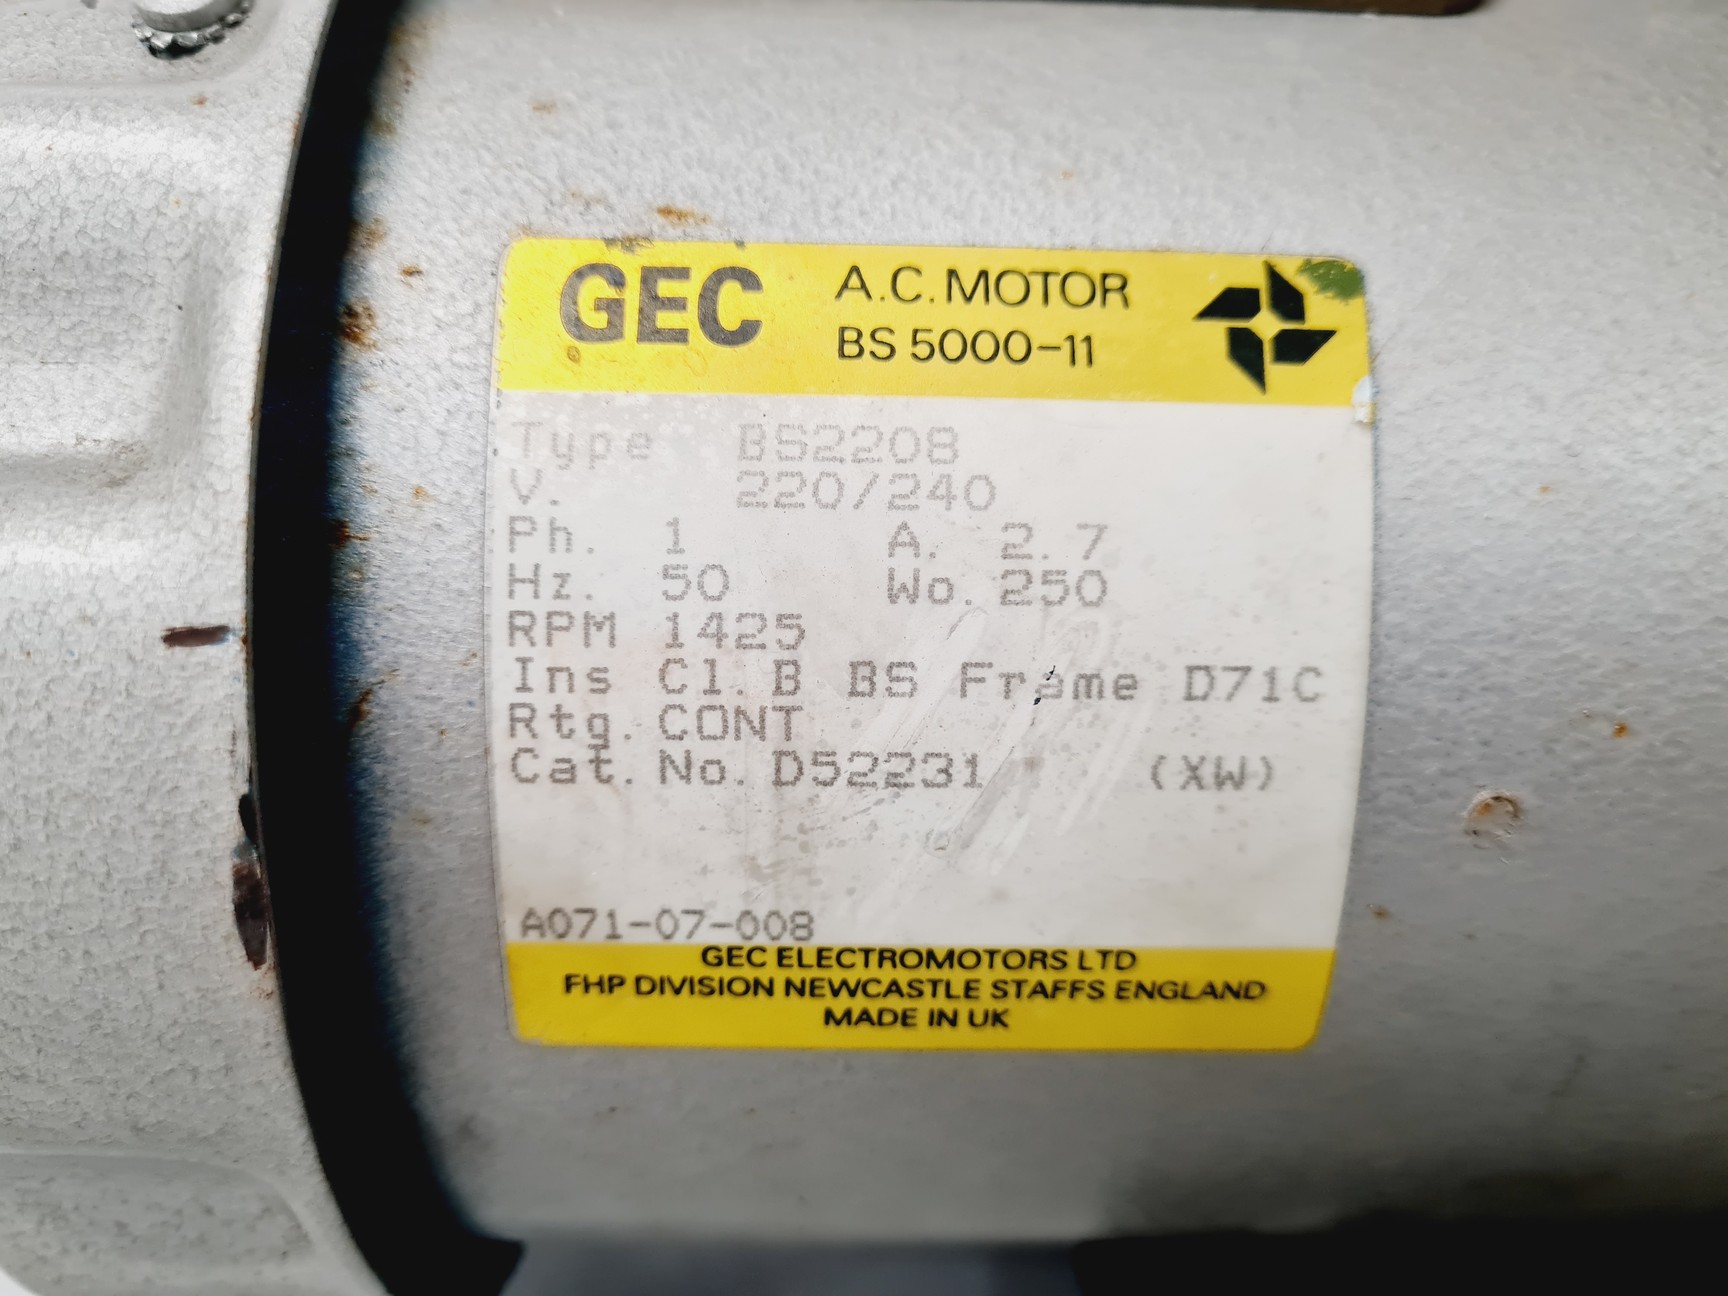 GEC A.C. MOTOR
BS 5000-11
Type BS2208
V. 220/240
Ph. 1 A. 2.7
Hz. 50 Wo. 250
RPM 1425
Ins Cl. B BS Frame D71C
Rtg. CONT
Cat. No. D52231 (XW)
A071-07-008
GEC ELECTROMOTORS LTD
FHP DIVISION NEWCASTLE STAFFS ENGLAND
MADE IN UK